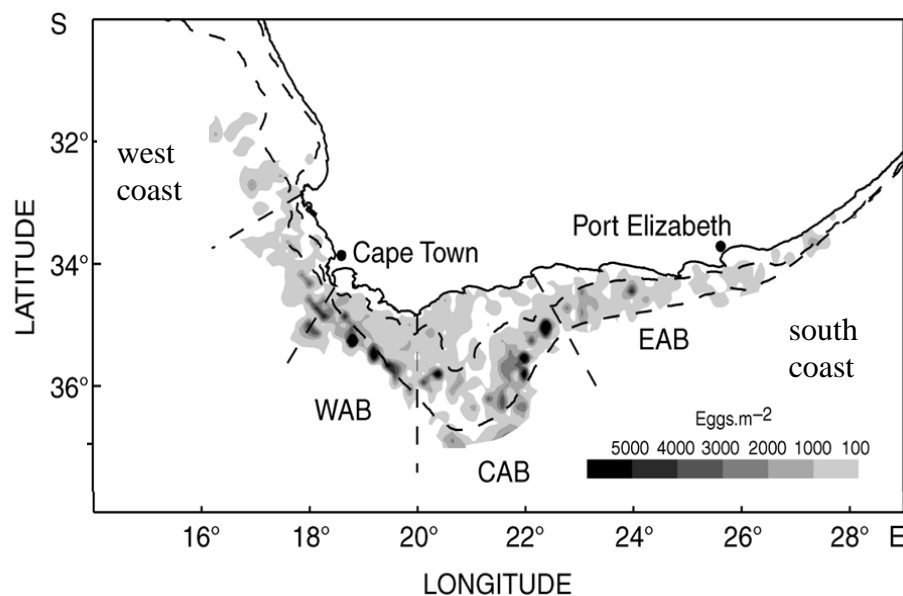 S
32°
34°
36°
LATITUDE
west
coast
Cape Town
Port Elizabeth
south
coast
WAB
CAB
EAB
Eggs.m⁻²
5000 4000 3000 2000 1000 100
16° 18° 20° 22° 24° 26° 28° E
LONGITUDE